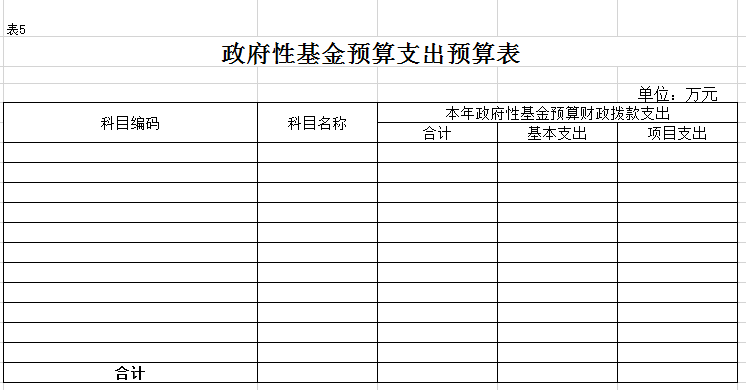 表5
政府性基金预算支出预算表
单位：万元
科目编码 科目名称 本年政府性基金预算财政拨款支出
合计 基本支出 项目支出
合计